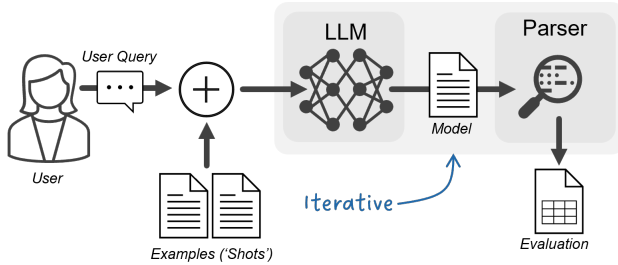 LLM
Parser
User Query
Model
User
Iterative
Examples (‘Shots’)
Evaluation